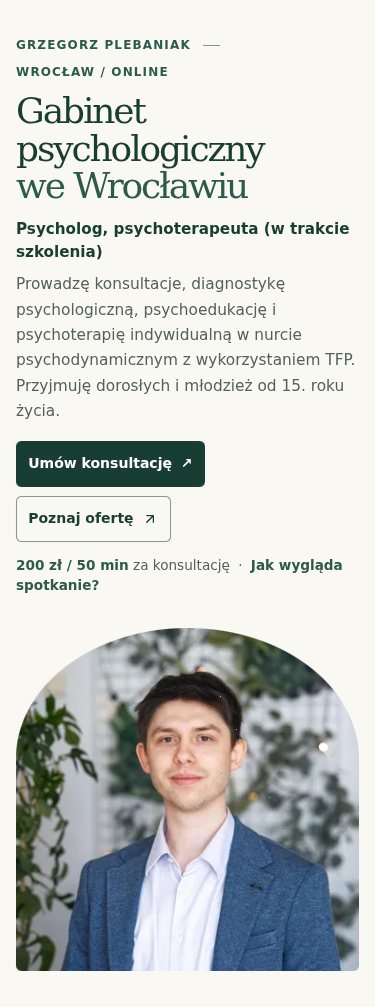 GRZEGORZ PLEBANIAK —
WROCŁAW / ONLINE
Gabinet
psychologiczny
we Wrocławiu
Psycholog, psychoterapeuta (w trakcie
szkolenia)
Prowadzę konsultacje, diagnostykę
psychologiczną, psychoedukację i
psychoterapię indywidualną w nurcie
psychodynamicznym z wykorzystaniem TFP.
Przyjmuję dorosłych i młodzież od 15. roku
życia.
Umów konsultację ↗
Poznaj ofertę ↗
200 zł / 50 min za konsultację · Jak wygląda
spotkanie?